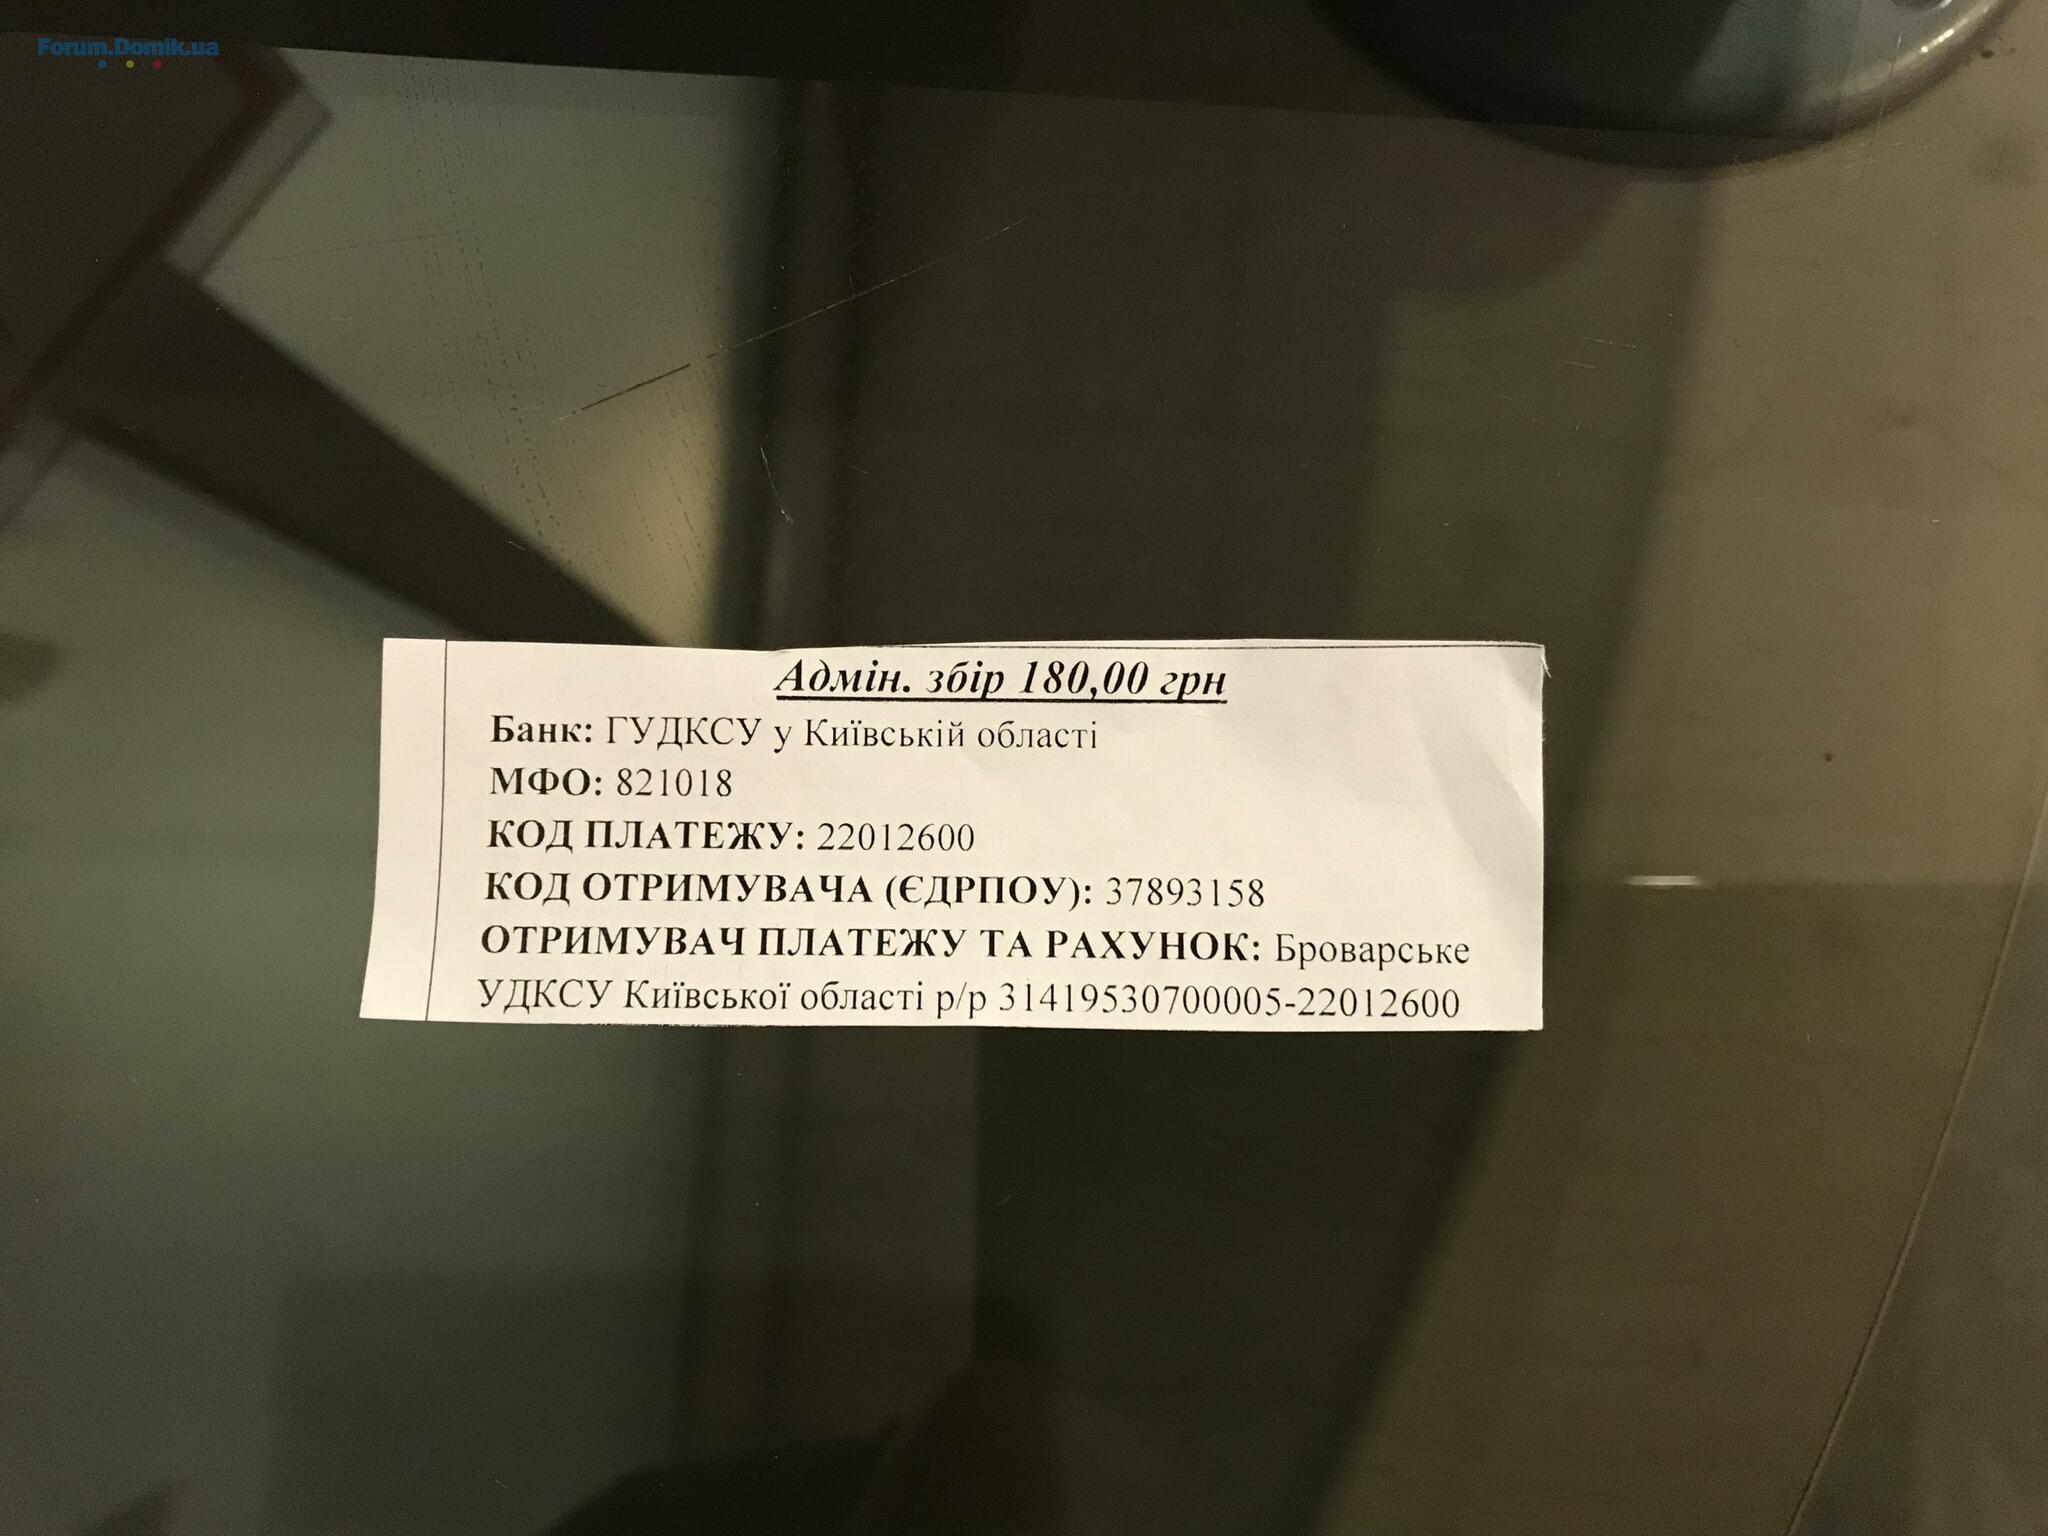 Forum.Domik.ua
Адмін. збір 180,00 грн
Банк: ГУДКСУ у Київській області
МФО: 821018
КОД ПЛАТЕЖУ: 22012600
КОД ОТРИМУВАЧА (ЄДРПОУ): 37893158
ОТРИМУВАЧ ПЛАТЕЖУ ТА РАХУНОК: Броварське
УДКСУ Київської області р/р 31419530700005-22012600